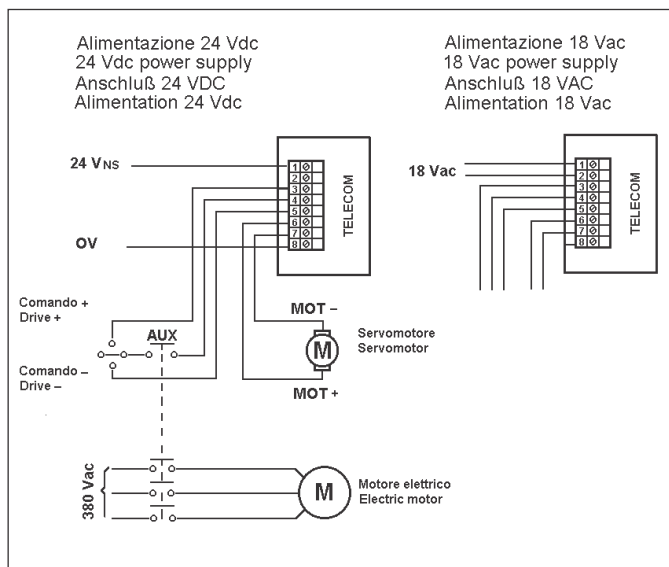 Alimentazione 24 Vdc
24 Vdc power supply
Anschluß 24 VDC
Alimentation 24 Vdc
Alimentazione 18 Vac
18 Vac power supply
Anschluß 18 VAC
Alimentation 18 Vac
24 VNS
0V
1
2
3
4
5
6
7
8
TELECOM
18 Vac
1
2
3
4
5
6
7
8
TELECOM
Comando +
Drive +
AUX
Comando –
Drive –
MOT –
M
Servomotore
Servomotor
MOT +
380 Vac
M
Motore elettrico
Electric motor